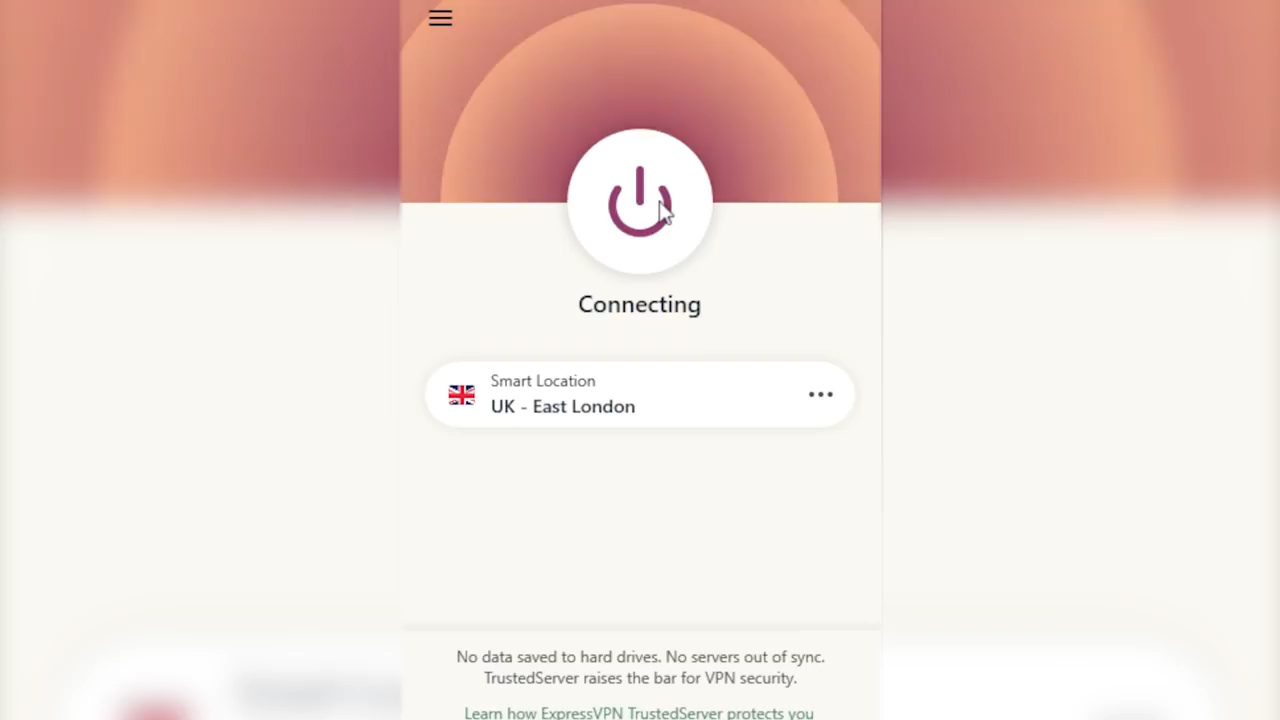 Connecting
Smart Location
UK - East London
No data saved to hard drives. No servers out of sync.
TrustedServer raises the bar for VPN security.
Learn how ExpressVPN TrustedServer protects you